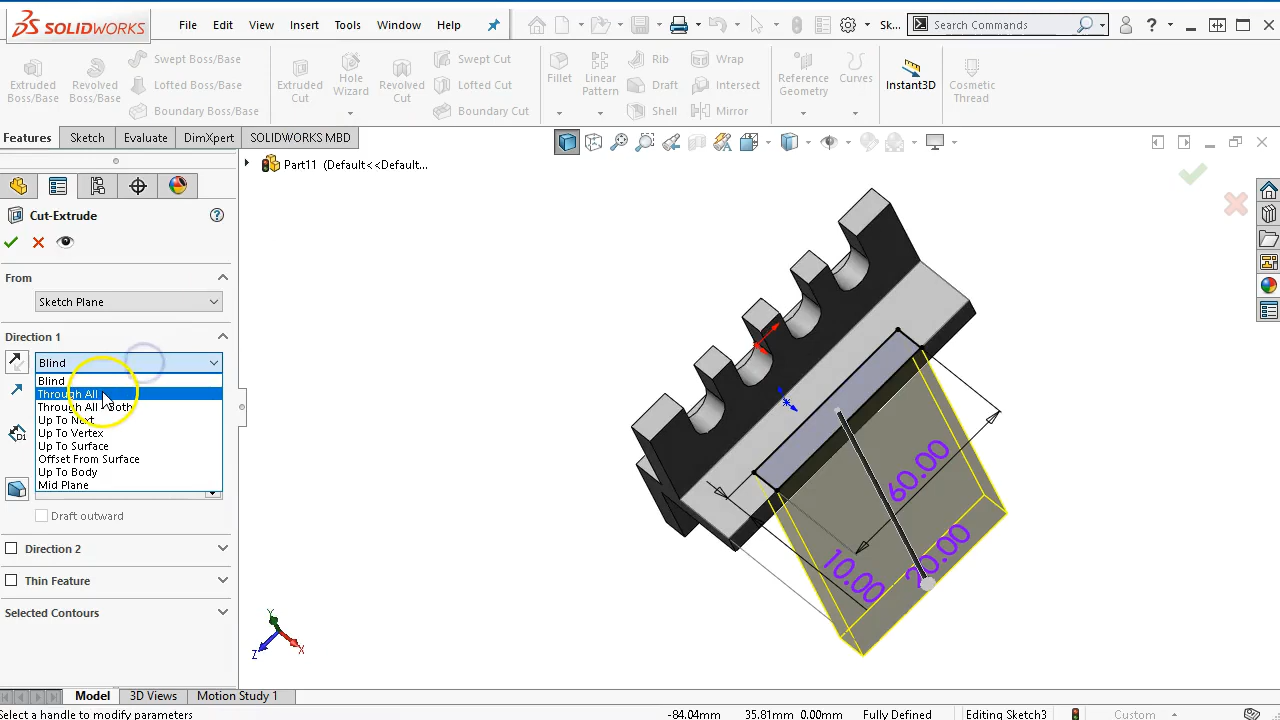 SOLIDWORKS
File Edit View Insert Tools Window Help
Sk...
Search Commands
?
Extruded Boss/Base
Revolved Boss/Base
Swept Boss/Base
Lofted Boss/Base
Boundary Boss/Base
Extruded Cut
Hole Wizard
Revolved Cut
Swept Cut
Lofted Cut
Boundary Cut
Fillet
Linear Pattern
Rib
Draft
Shell
Wrap
Intersect
Mirror
Reference Geometry
Curves
Instant3D
Cosmetic Thread
Features Sketch Evaluate DimXpert SOLIDWORKS MBD
Part11 (Default<<Default...
Cut-Extrude
?
From
Sketch Plane
Direction 1
Blind
Blind
Through All
Through All - Both
Up To Next
Up To Vertex
Up To Surface
Offset From Surface
Up To Body
Mid Plane
Draft outward
Direction 2
Thin Feature
Selected Contours
60.00
10.00
20.00
Y
Z
X
Model 3D Views Motion Study 1
Select a handle to modify parameters -84.04mm 35.81mm 0.00mm Fully Defined Editing Sketch3 Custom